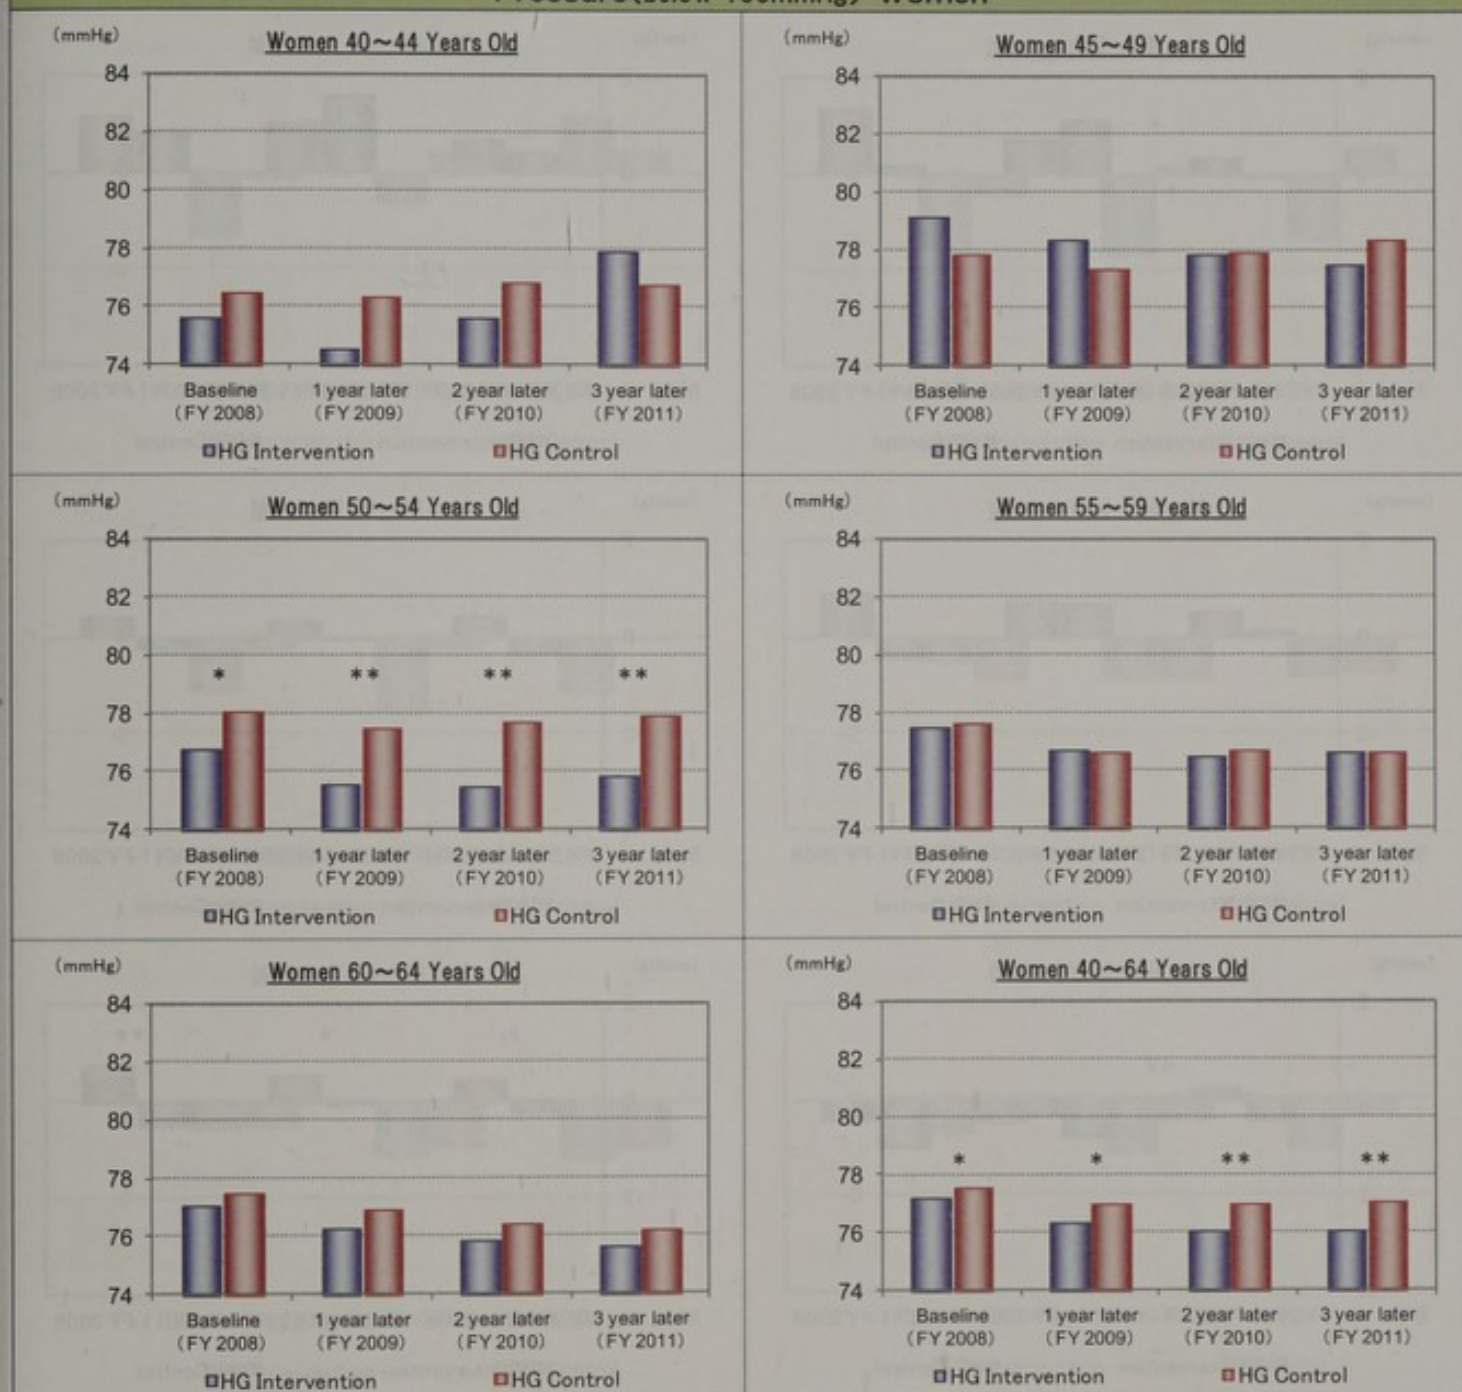 (mmHg)
Women 40~44 Years Old
84
82
80
78
76
74
Baseline 1 year later 2 year later 3 year later
(FY 2008) (FY 2009) (FY 2010) (FY 2011)
HG Intervention HG Control
(mmHg)
Women 45~49 Years Old
84
82
80
78
76
74
Baseline 1 year later 2 year later 3 year later
(FY 2008) (FY 2009) (FY 2010) (FY 2011)
HG Intervention HG Control
(mmHg)
Women 50~54 Years Old
84
82
80
* ** ** **
78
76
74
Baseline 1 year later 2 year later 3 year later
(FY 2008) (FY 2009) (FY 2010) (FY 2011)
HG Intervention HG Control
(mmHg)
Women 55~59 Years Old
84
82
80
78
76
74
Baseline 1 year later 2 year later 3 year later
(FY 2008) (FY 2009) (FY 2010) (FY 2011)
HG Intervention HG Control
(mmHg)
Women 60~64 Years Old
84
82
80
78
76
74
Baseline 1 year later 2 year later 3 year later
(FY 2008) (FY 2009) (FY 2010) (FY 2011)
HG Intervention HG Control
(mmHg)
Women 40~64 Years Old
84
82
80
* * ** **
78
76
74
Baseline 1 year later 2 year later 3 year later
(FY 2008) (FY 2009) (FY 2010) (FY 2011)
HG Intervention HG Control